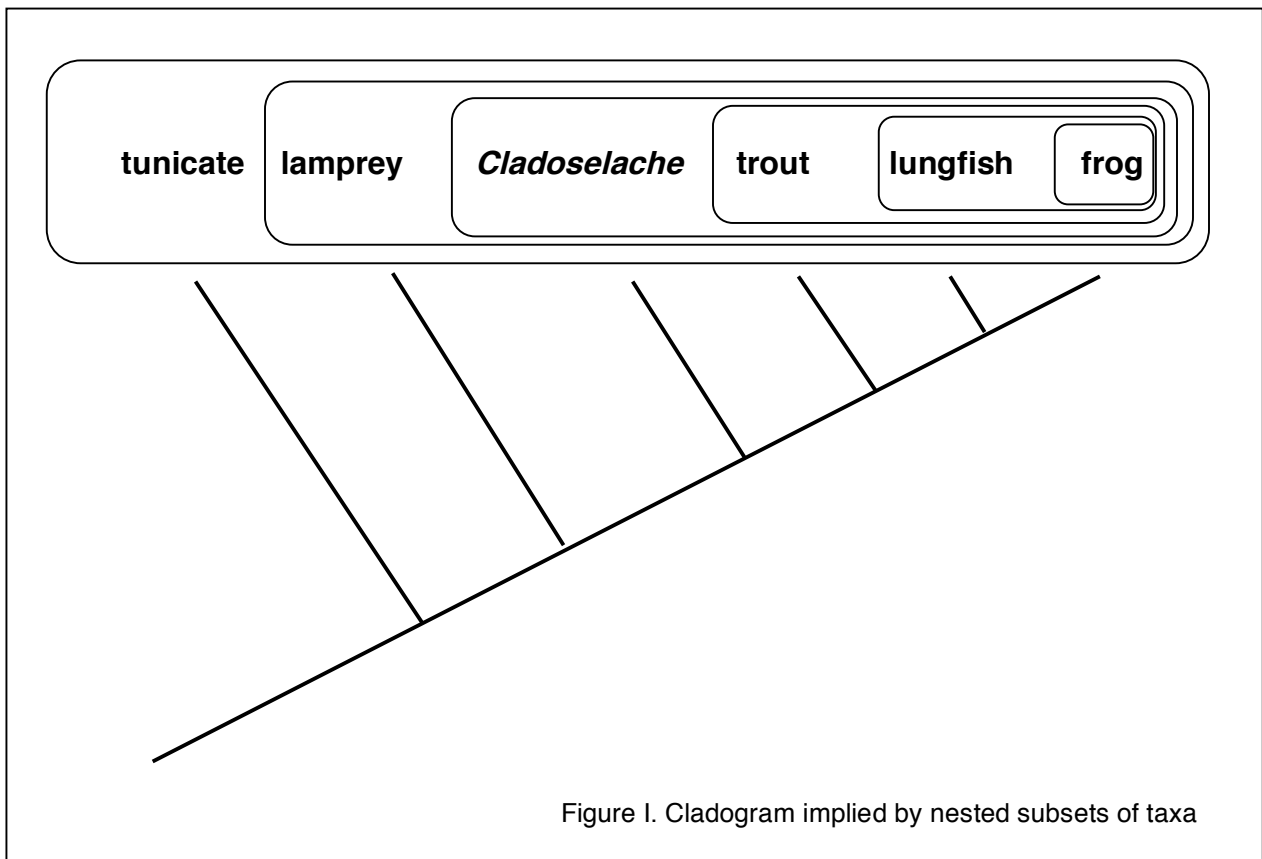 tunicate lamprey Cladoselache trout lungfish frog
Figure I. Cladogram implied by nested subsets of taxa